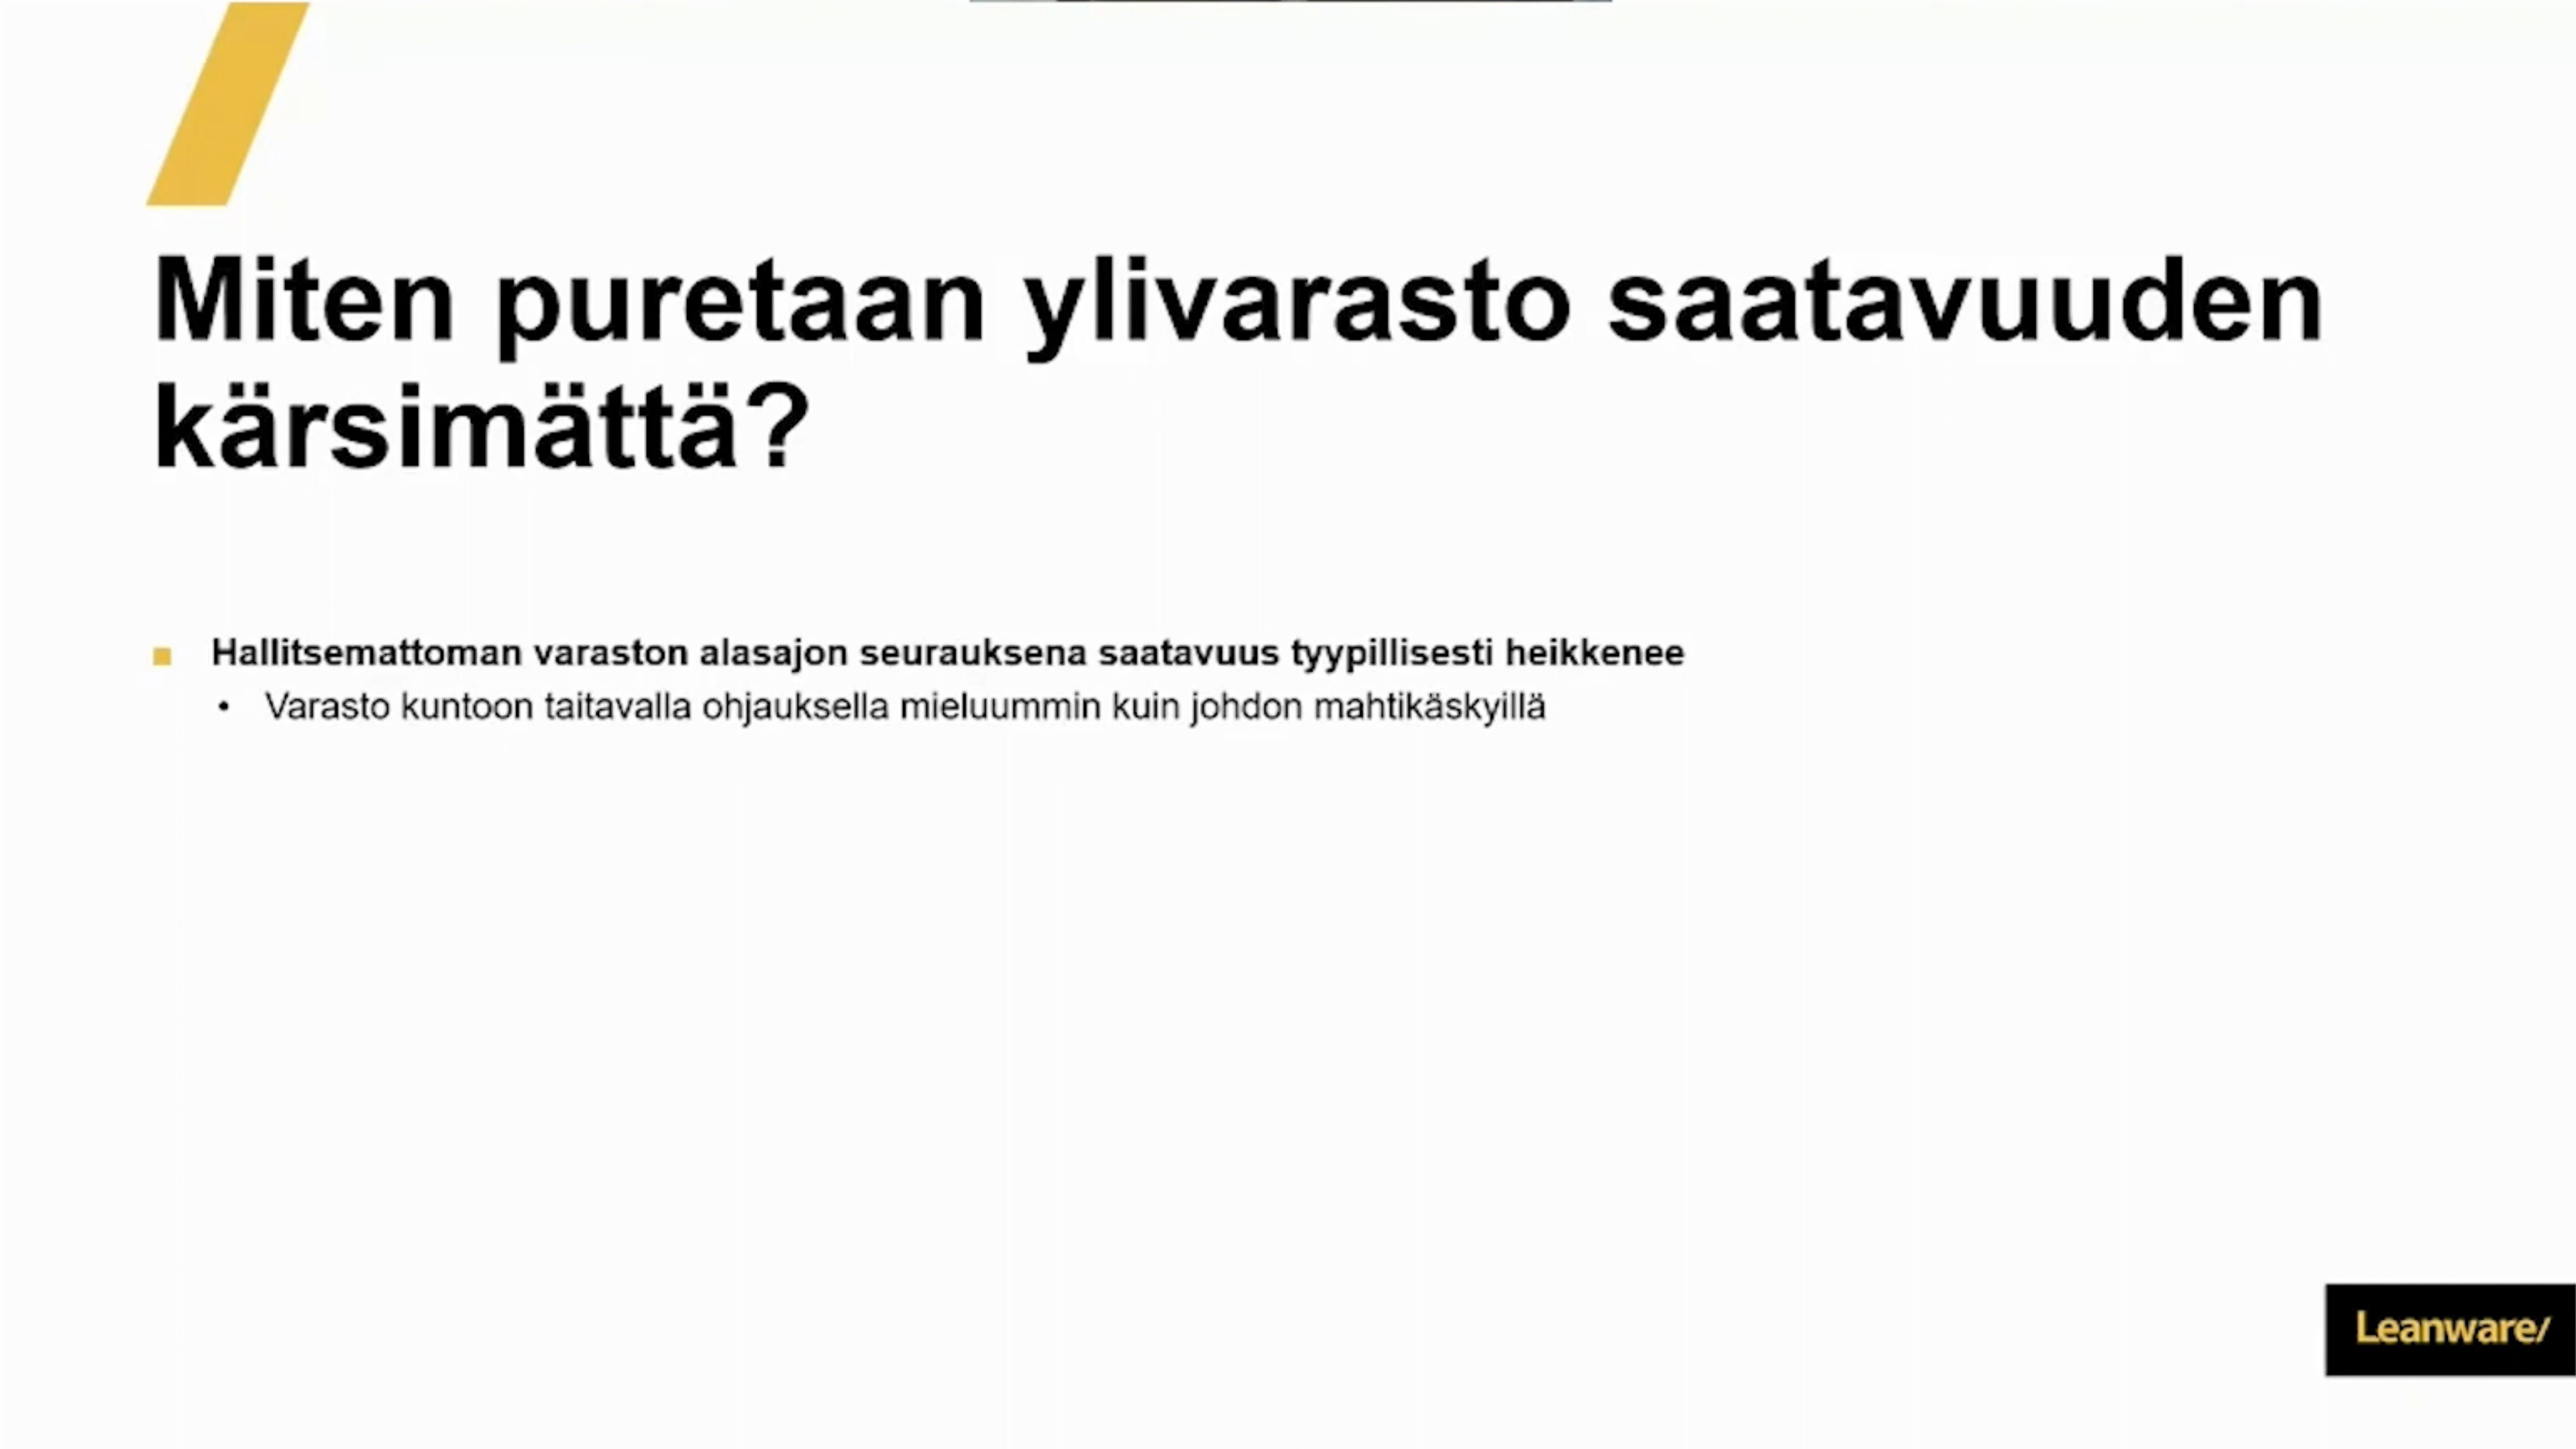 Miten puretaan ylivarasto saatavuuden
kärsimättä?
Hallitsemattoman varaston alasajon seurauksena saatavuus tyypillisesti heikkenee
• Varasto kuntoon taitavalla ohjauksella mieluummin kuin johdon mahtikäskyillä
Leanware/